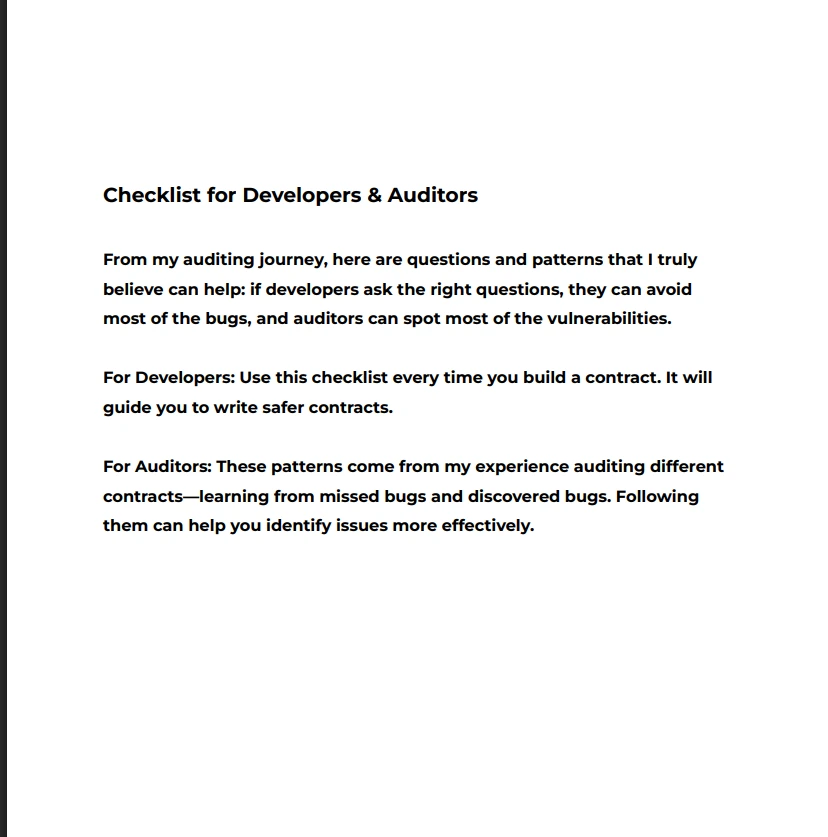 Checklist for Developers & Auditors
From my auditing journey, here are questions and patterns that I truly
believe can help: if developers ask the right questions, they can avoid
most of the bugs, and auditors can spot most of the vulnerabilities.
For Developers: Use this checklist every time you build a contract. It will
guide you to write safer contracts.
For Auditors: These patterns come from my experience auditing different
contracts—learning from missed bugs and discovered bugs. Following
them can help you identify issues more effectively.